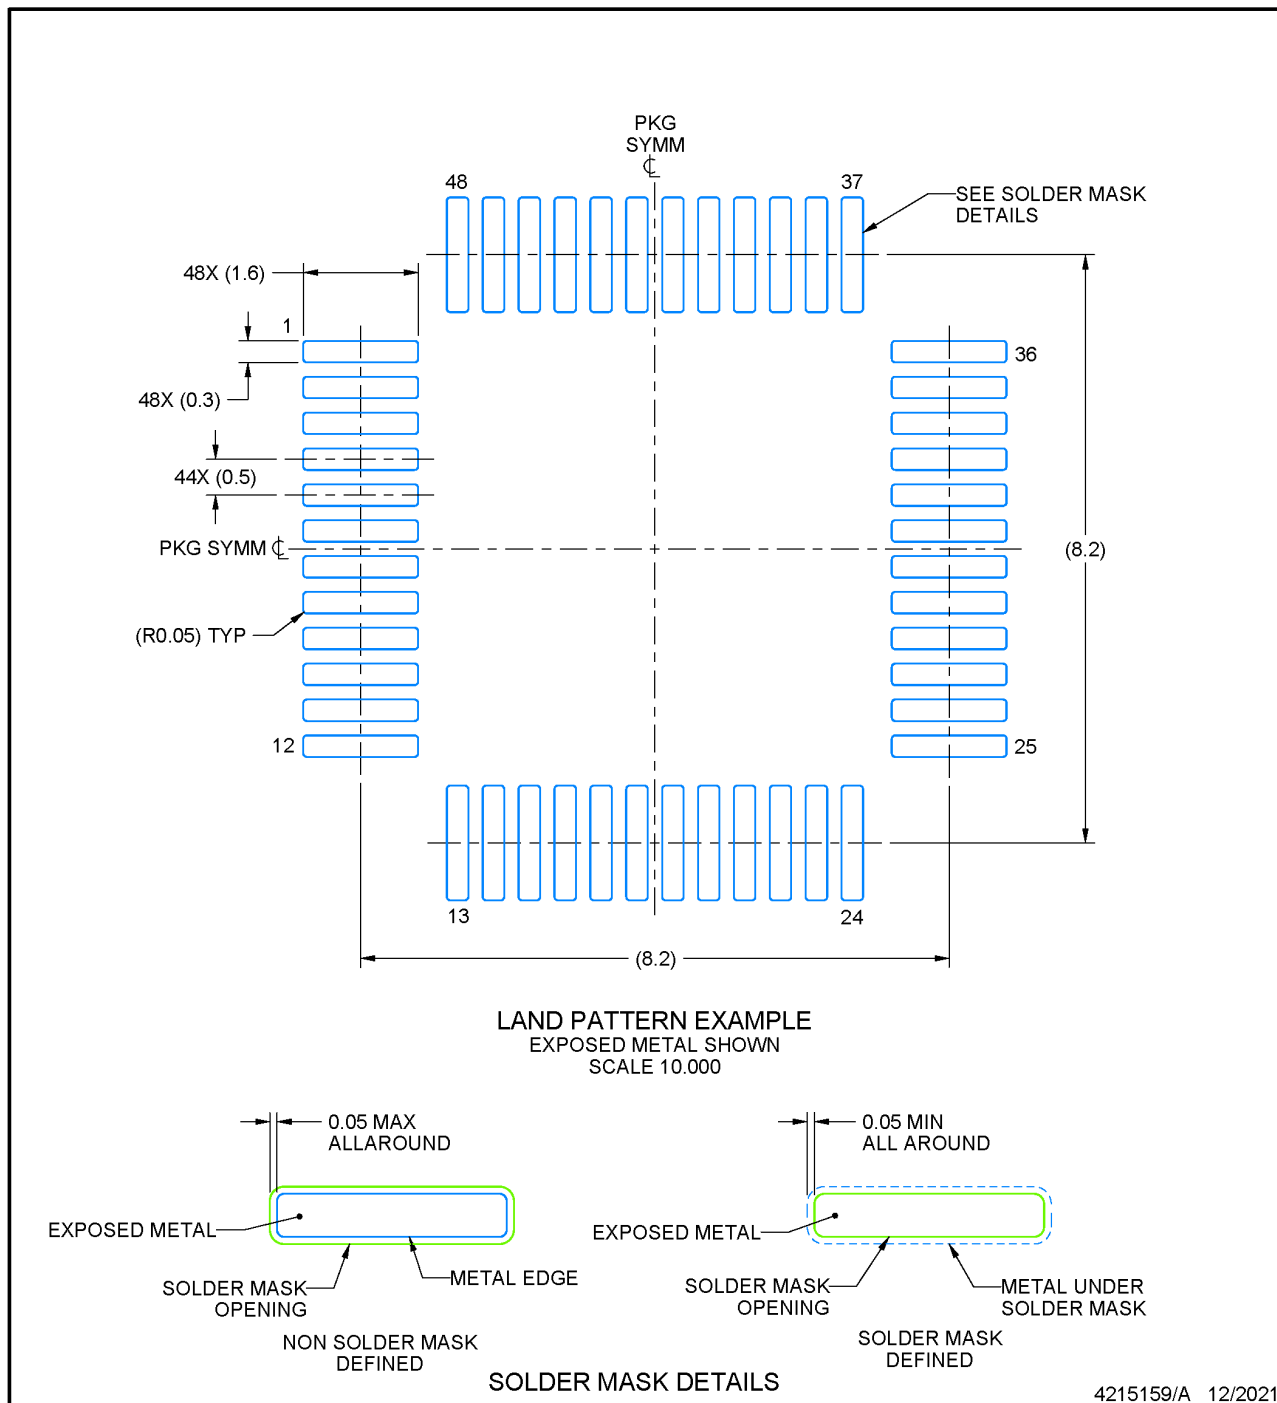 PKG
SYMM
℄
48
37
SEE SOLDER MASK
DETAILS
48X (1.6)
1
36
48X (0.3)
44X (0.5)
PKG SYMM ℄
(8.2)
(R0.05) TYP
12
25
13
24
(8.2)
LAND PATTERN EXAMPLE
EXPOSED METAL SHOWN
SCALE 10.000
0.05 MAX
ALLAROUND
EXPOSED METAL
METAL EDGE
SOLDER MASK
OPENING
NON SOLDER MASK
DEFINED
0.05 MIN
ALL AROUND
EXPOSED METAL
SOLDER MASK
OPENING
METAL UNDER
SOLDER MASK
SOLDER MASK
DEFINED
SOLDER MASK DETAILS
4215159/A 12/2021